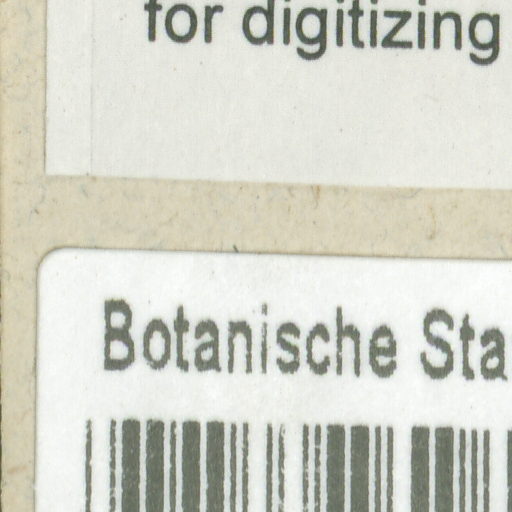 for digitizing
Botanische Sta